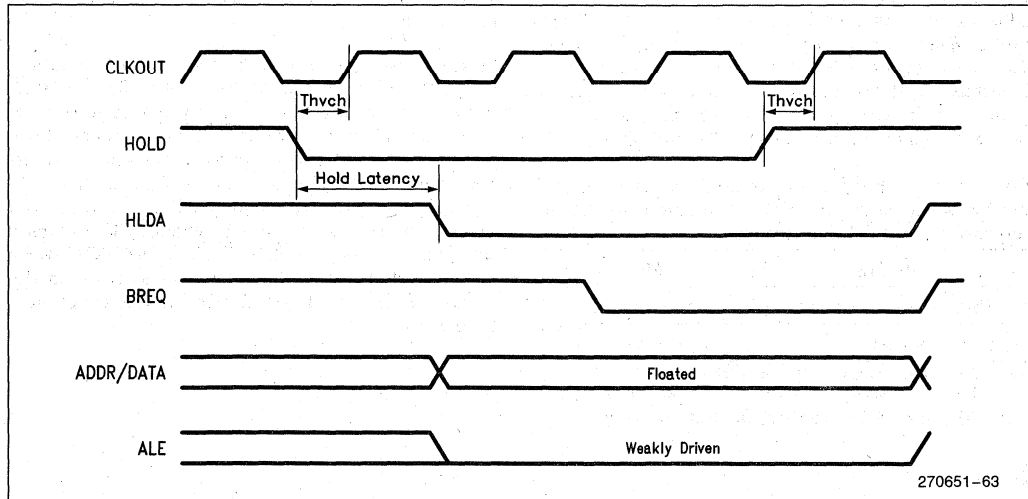 CLKOUT
Thvch
Thvch
HOLD
Hold Latency
HLDA
BREQ
ADDR/DATA
Floated
ALE
Weakly Driven
270651-63